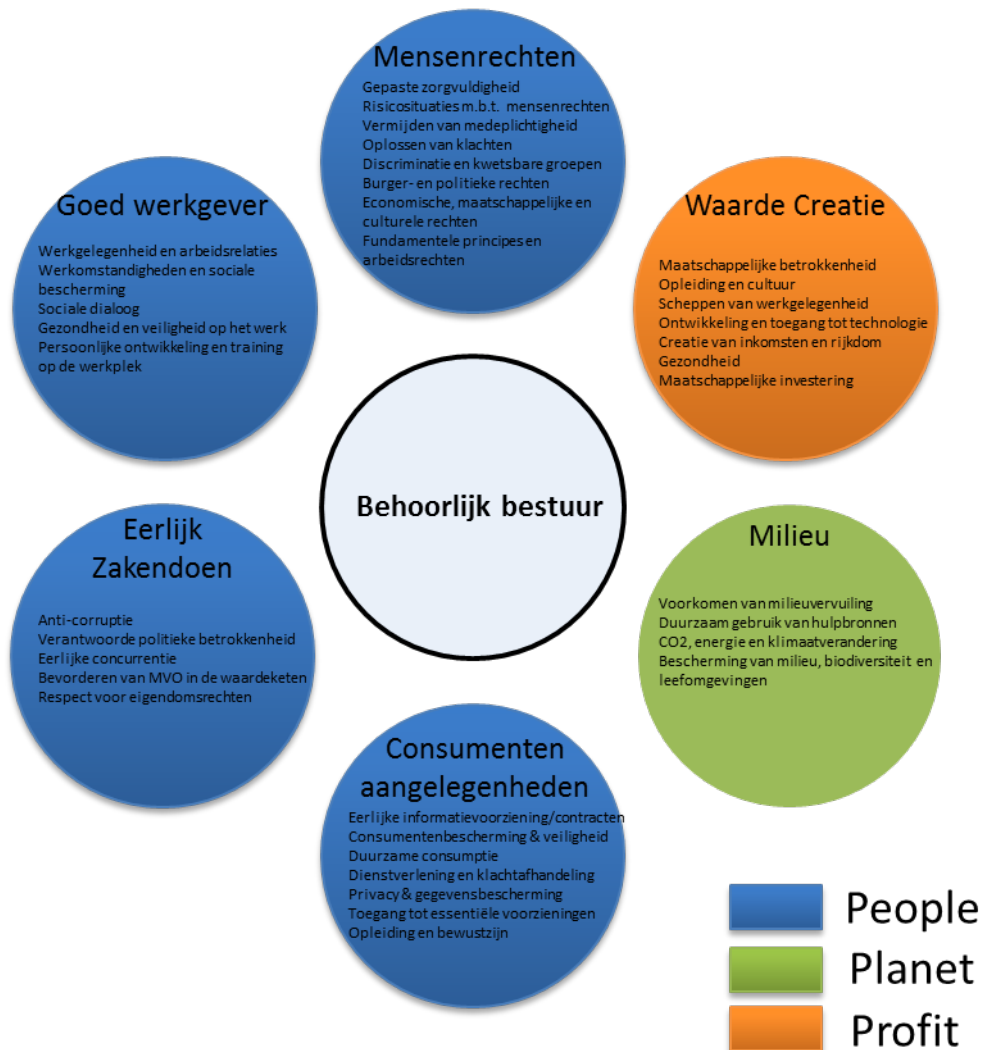 Mensenrechten
Gepaste zorgvuldigheid
Risicosituaties m.b.t. mensenrechten
Vermijden van medeplichtigheid
Oplossen van klachten
Discriminatie en kwetsbare groepen
Burger- en politieke rechten
Economische, maatschappelijke en
culturele rechten
Fundamentele principes en
arbeidsrechten
Goed werkgever
Werkgelegenheid en arbeidsrelaties
Werkomstandigheden en sociale
bescherming
Sociale dialoog
Gezondheid en veiligheid op het werk
Persoonlijke ontwikkeling en training
op de werkplek
Waarde Creatie
Maatschappelijke betrokkenheid
Opleiding en cultuur
Scheppen van werkgelegenheid
Ontwikkeling en toegang tot technologie
Creatie van inkomsten en rijkdom
Gezondheid
Maatschappelijke investering
Behoorlijk bestuur
Eerlijk
Zakendoen
Anti-corruptie
Verantwoorde politieke betrokkenheid
Eerlijke concurrentie
Bevorderen van MVO in de waardeketen
Respect voor eigendomsrechten
Milieu
Voorkomen van milieuvervuiling
Duurzaam gebruik van hulpbronnen
CO2, energie en klimaatverandering
Bescherming van milieu, biodiversiteit en
leefomgevingen
Consumenten
aangelegenheden
Eerlijke informatievoorziening/contracten
Consumentenbescherming & veiligheid
Duurzame consumptie
Dienstverlening en klachtafhandeling
Privacy & gegevensbescherming
Toegang tot essentiële voorzieningen
Opleiding en bewustzijn
People
Planet
Profit